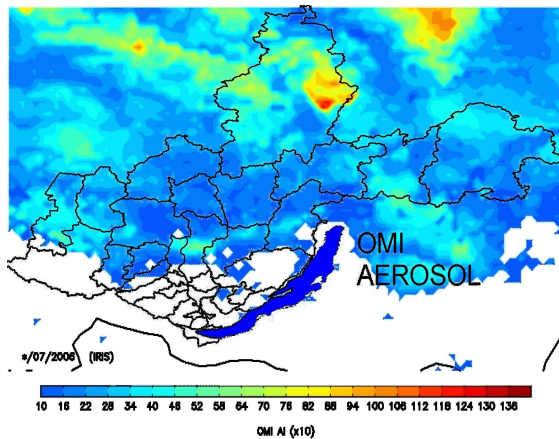 OMI
AEROSOL
*/07/2006 (IRIS)
10 16 22 28 34 40 46 52 58 64 70 76 82 88 94 100 106 112 118 124 130 136
OMI AI (x10)